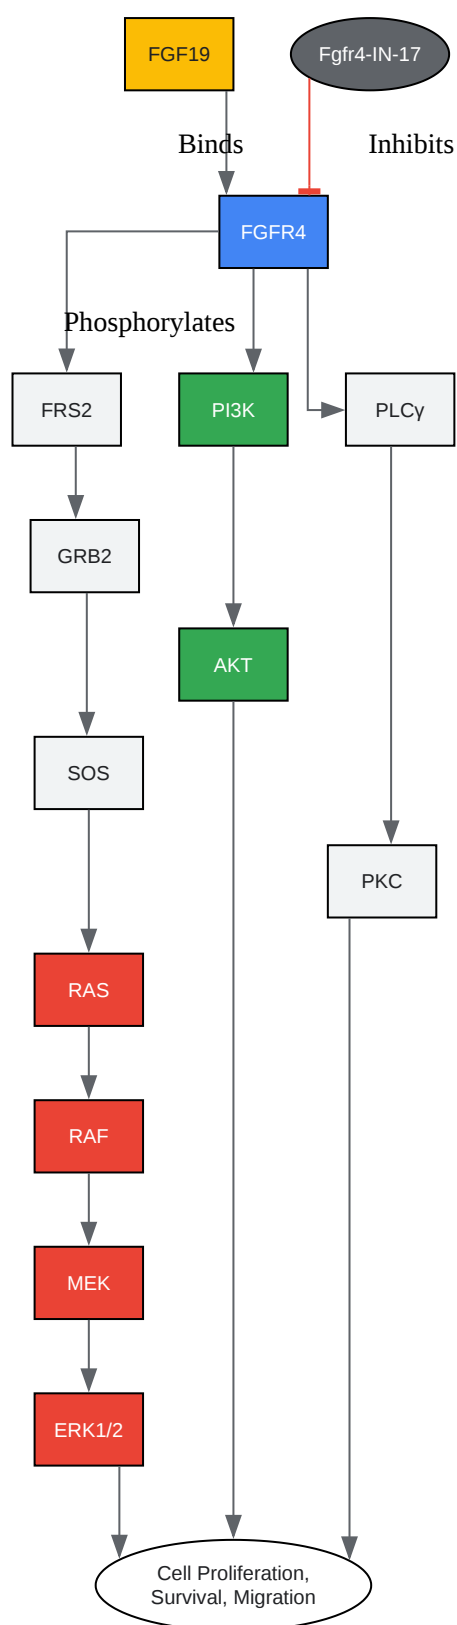 FGF19
Fgfr4-IN-17
Binds
Inhibits
FGFR4
Phosphorylates
FRS2
PI3K
PLCγ
GRB2
AKT
SOS
PKC
RAS
RAF
MEK
ERK1/2
Cell Proliferation,
Survival, Migration